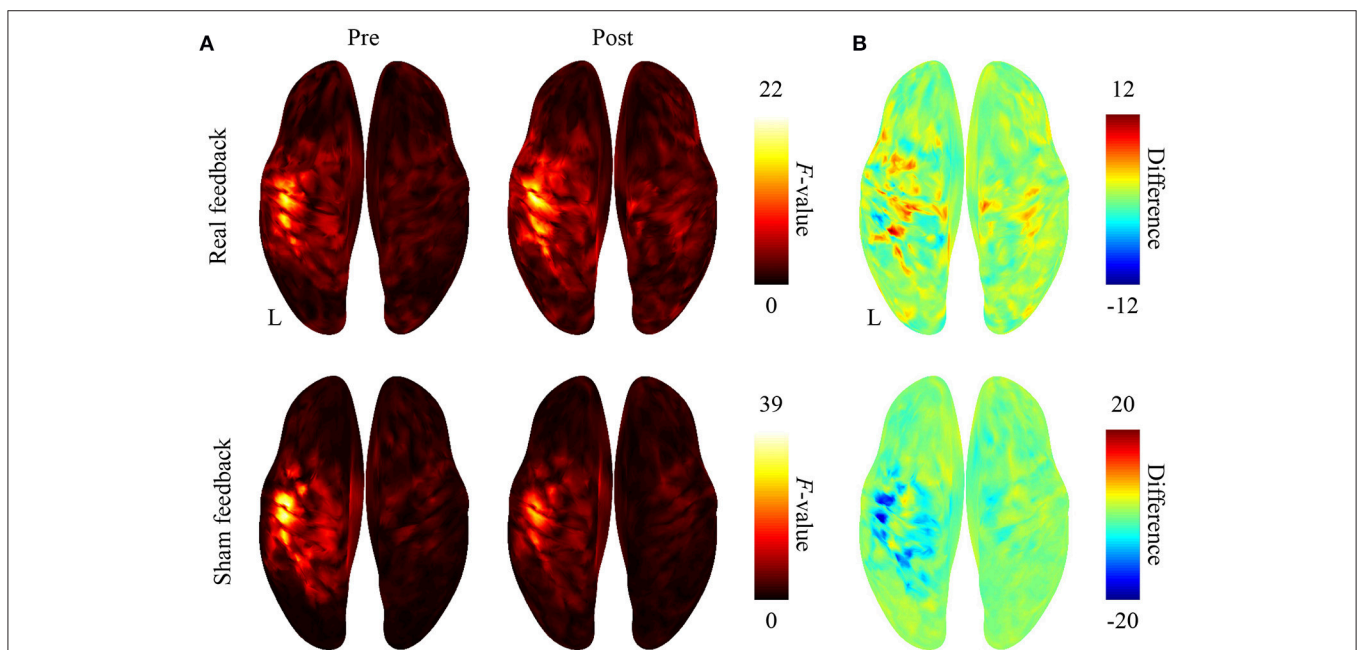 A
Pre
Post
B
Real feedback
22
F-value
0
12
Difference
-12
L
L
Sham feedback
39
F-value
0
20
Difference
-20